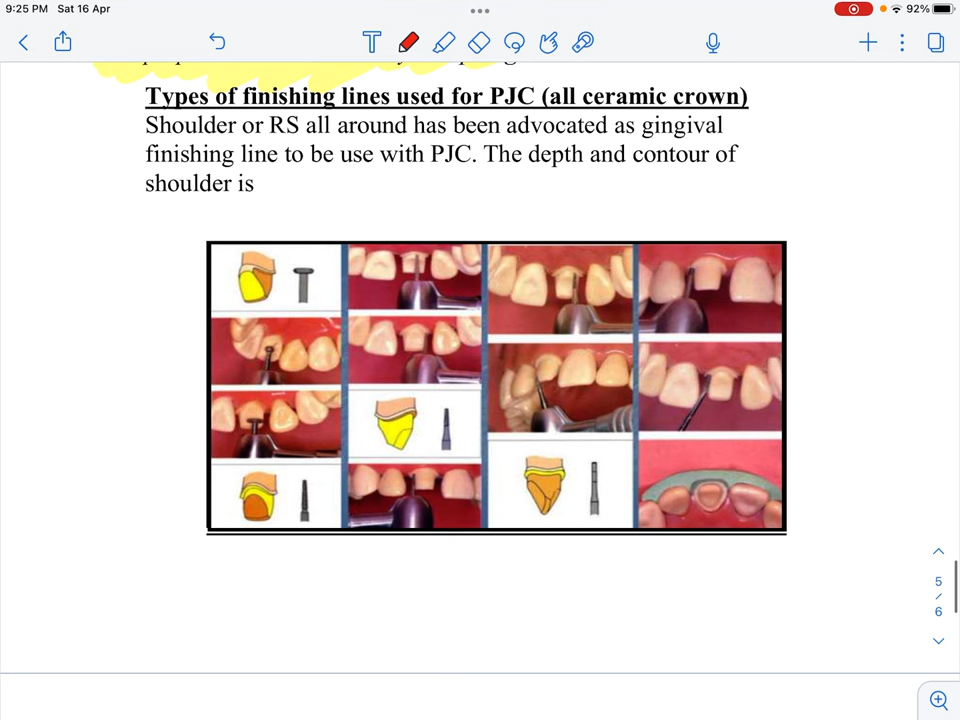 9:25 PM Sat 16 Apr
92%
Types of finishing lines used for PJC (all ceramic crown)
Shoulder or RS all around has been advocated as gingival
finishing line to be use with PJC. The depth and contour of
shoulder is
5
/
6